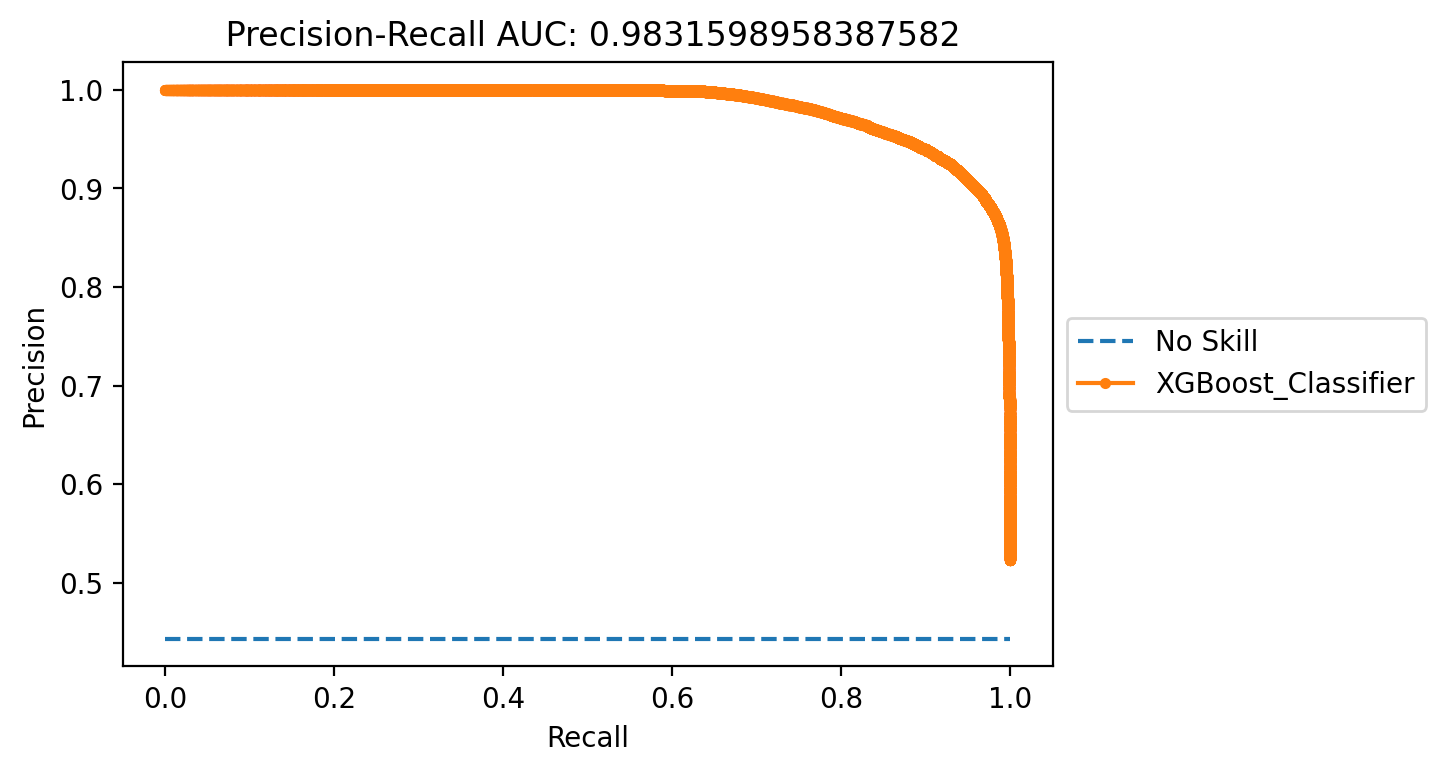 Precision-Recall AUC: 0.9831598958387582
1.0
0.9
0.8
0.7
0.6
0.5
Precision
0.0 0.2 0.4 0.6 0.8 1.0
Recall
No Skill
XGBoost_Classifier